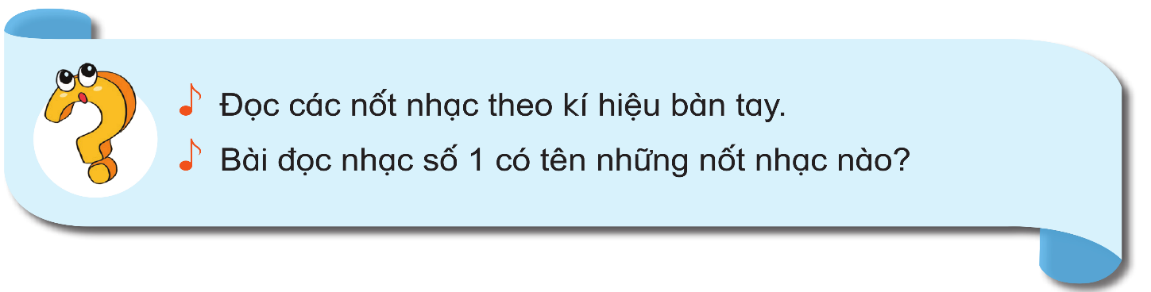 Đọc các nốt nhạc theo kí hiệu bàn tay.
Bài đọc nhạc số 1 có tên những nốt nhạc nào?